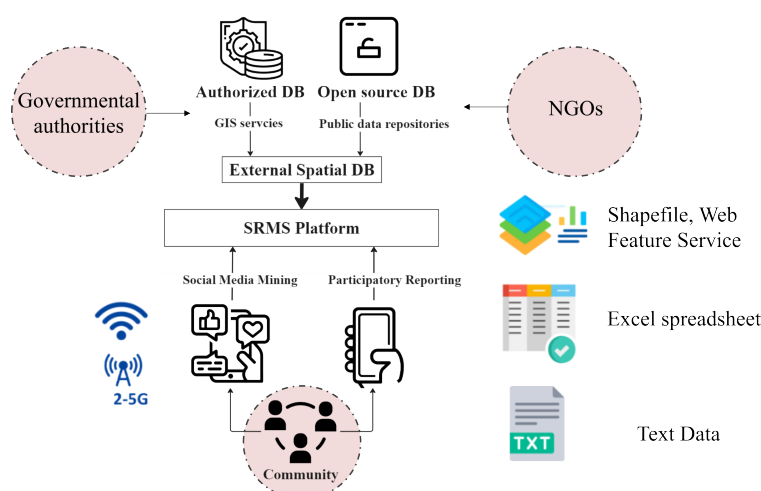 Governmental
authorities
Authorized DB
Open source DB
NGOs
GIS servcies
Public data repositories
External Spatial DB
SRMS Platform
Shapefile, Web
Feature Service
Social Media Mining
Participatory Reporting
Excel spreadsheet
2-5G
TXT
Text Data
Community